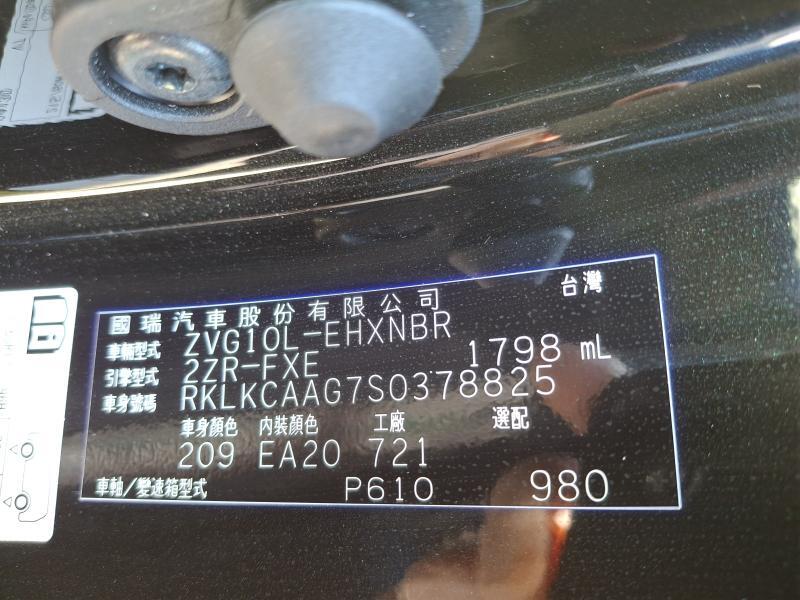 國瑞汽車股份有限公司 台灣
車輛型式 ZVG10L-EHXNBR
引擎型式 2ZR-FXE 1798 mL
車身號碼 RKLKCAAG7S0378825
車身顏色 內裝顏色 工廠 選配
209 EA20 721
車軸/變速箱型式 P610 980